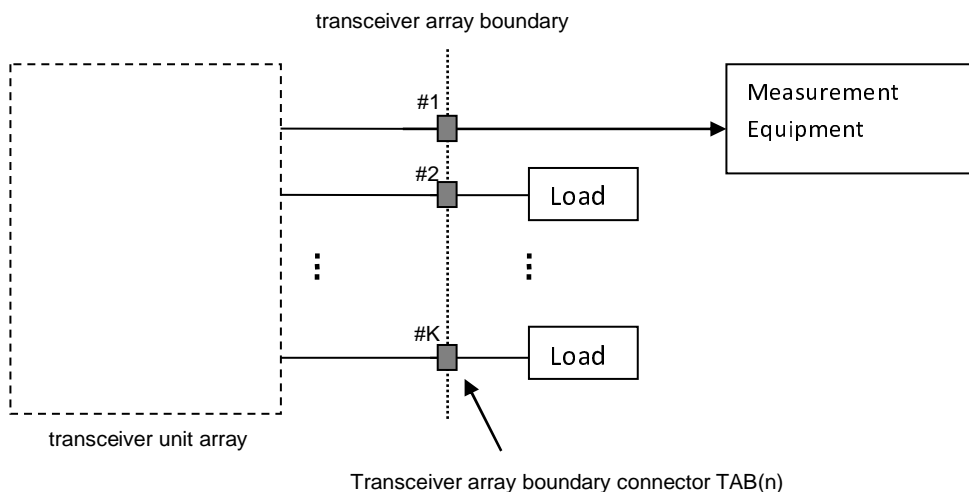 transceiver array boundary
#1
Measurement
Equipment
#2
Load
#K
Load
transceiver unit array
Transceiver array boundary connector TAB(n)